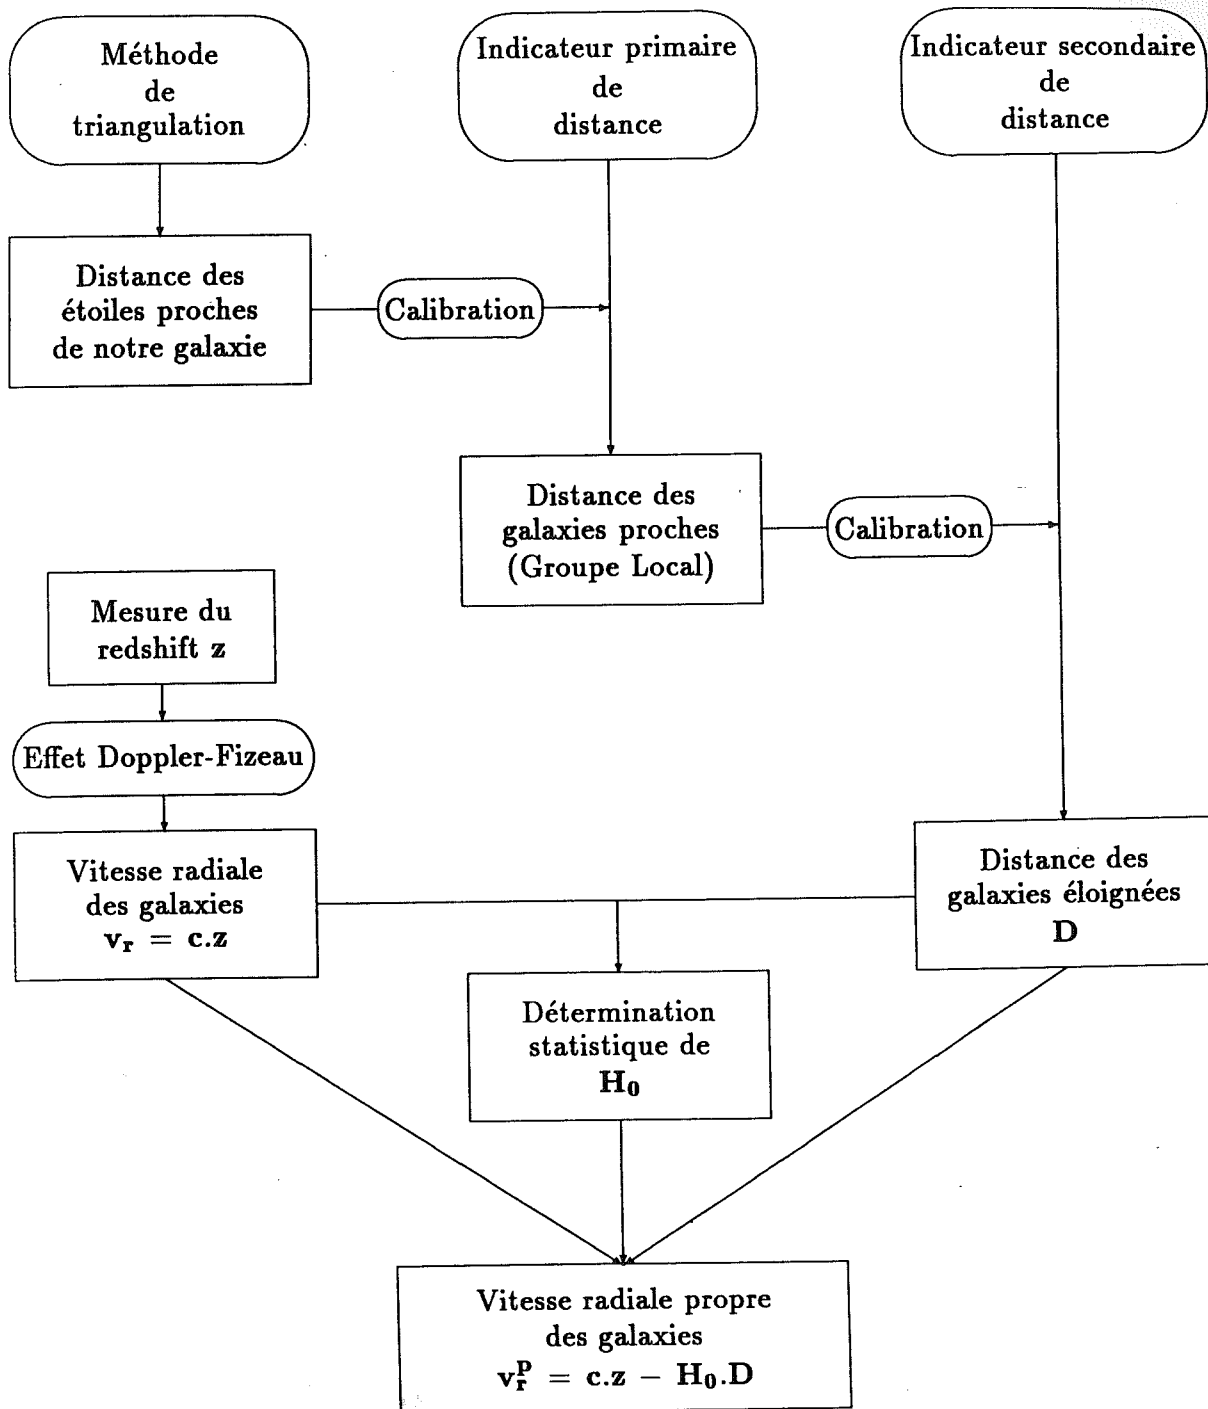 Méthode
de
triangulation
Indicateur primaire
de
distance
Indicateur secondaire
de
distance
Distance des
étoiles proches
de notre galaxie
Calibration
Distance des
galaxies proches
(Groupe Local)
Calibration
Mesure du
redshift z
Effet Doppler-Fizeau
Vitesse radiale
des galaxies
v_r = c.z
Distance des
galaxies éloignées
D
Détermination
statistique de
H₀
Vitesse radiale propre
des galaxies
v_r^p = c.z − H₀.D